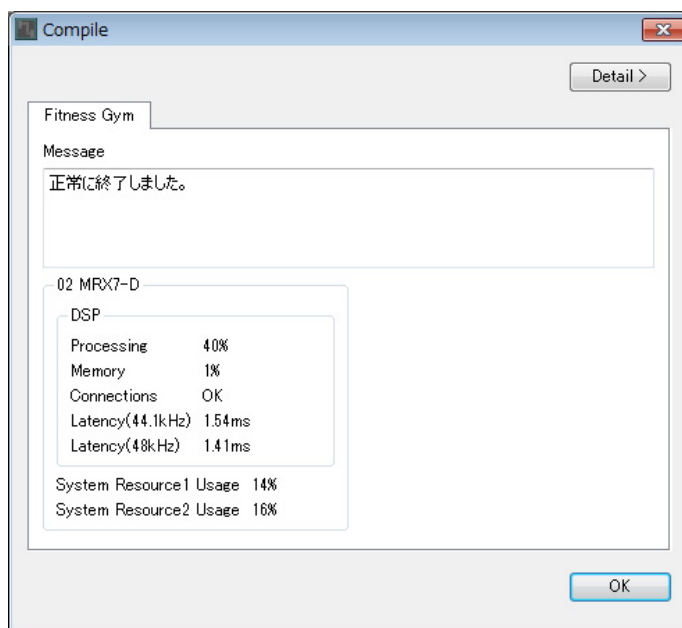 Compile
Detail >
Fitness Gym
Message
正常に終了しました。
02 MRX7-D
DSP
Processing 40%
Memory 1%
Connections OK
Latency(44.1kHz) 1.54ms
Latency(48kHz) 1.41ms
System Resource1 Usage 14%
System Resource2 Usage 16%
OK